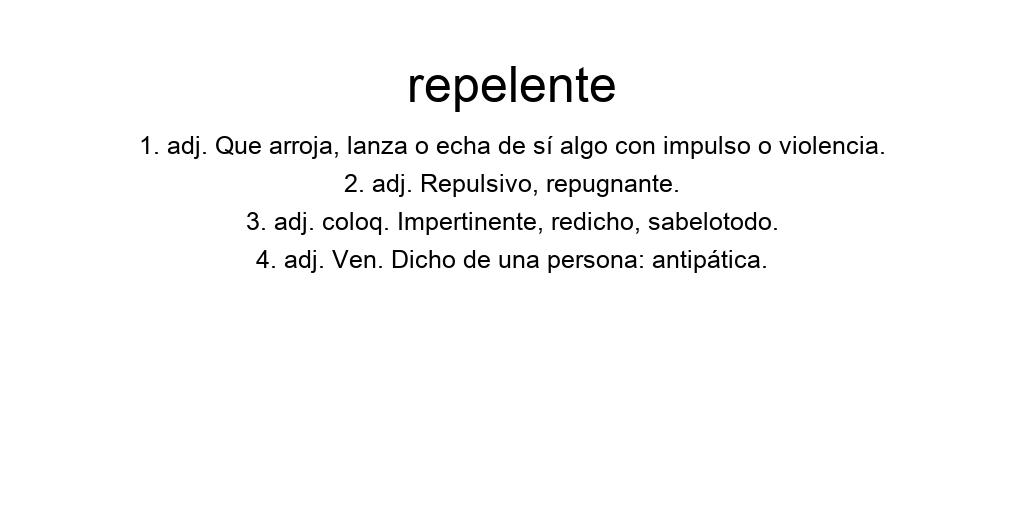 repelente
1. adj. Que arroja, lanza o echa de sí algo con impulso o violencia.
2. adj. Repulsivo, repugnante.
3. adj. coloq. Impertinente, redicho, sabelotodo.
4. adj. Ven. Dicho de una persona: antipática.